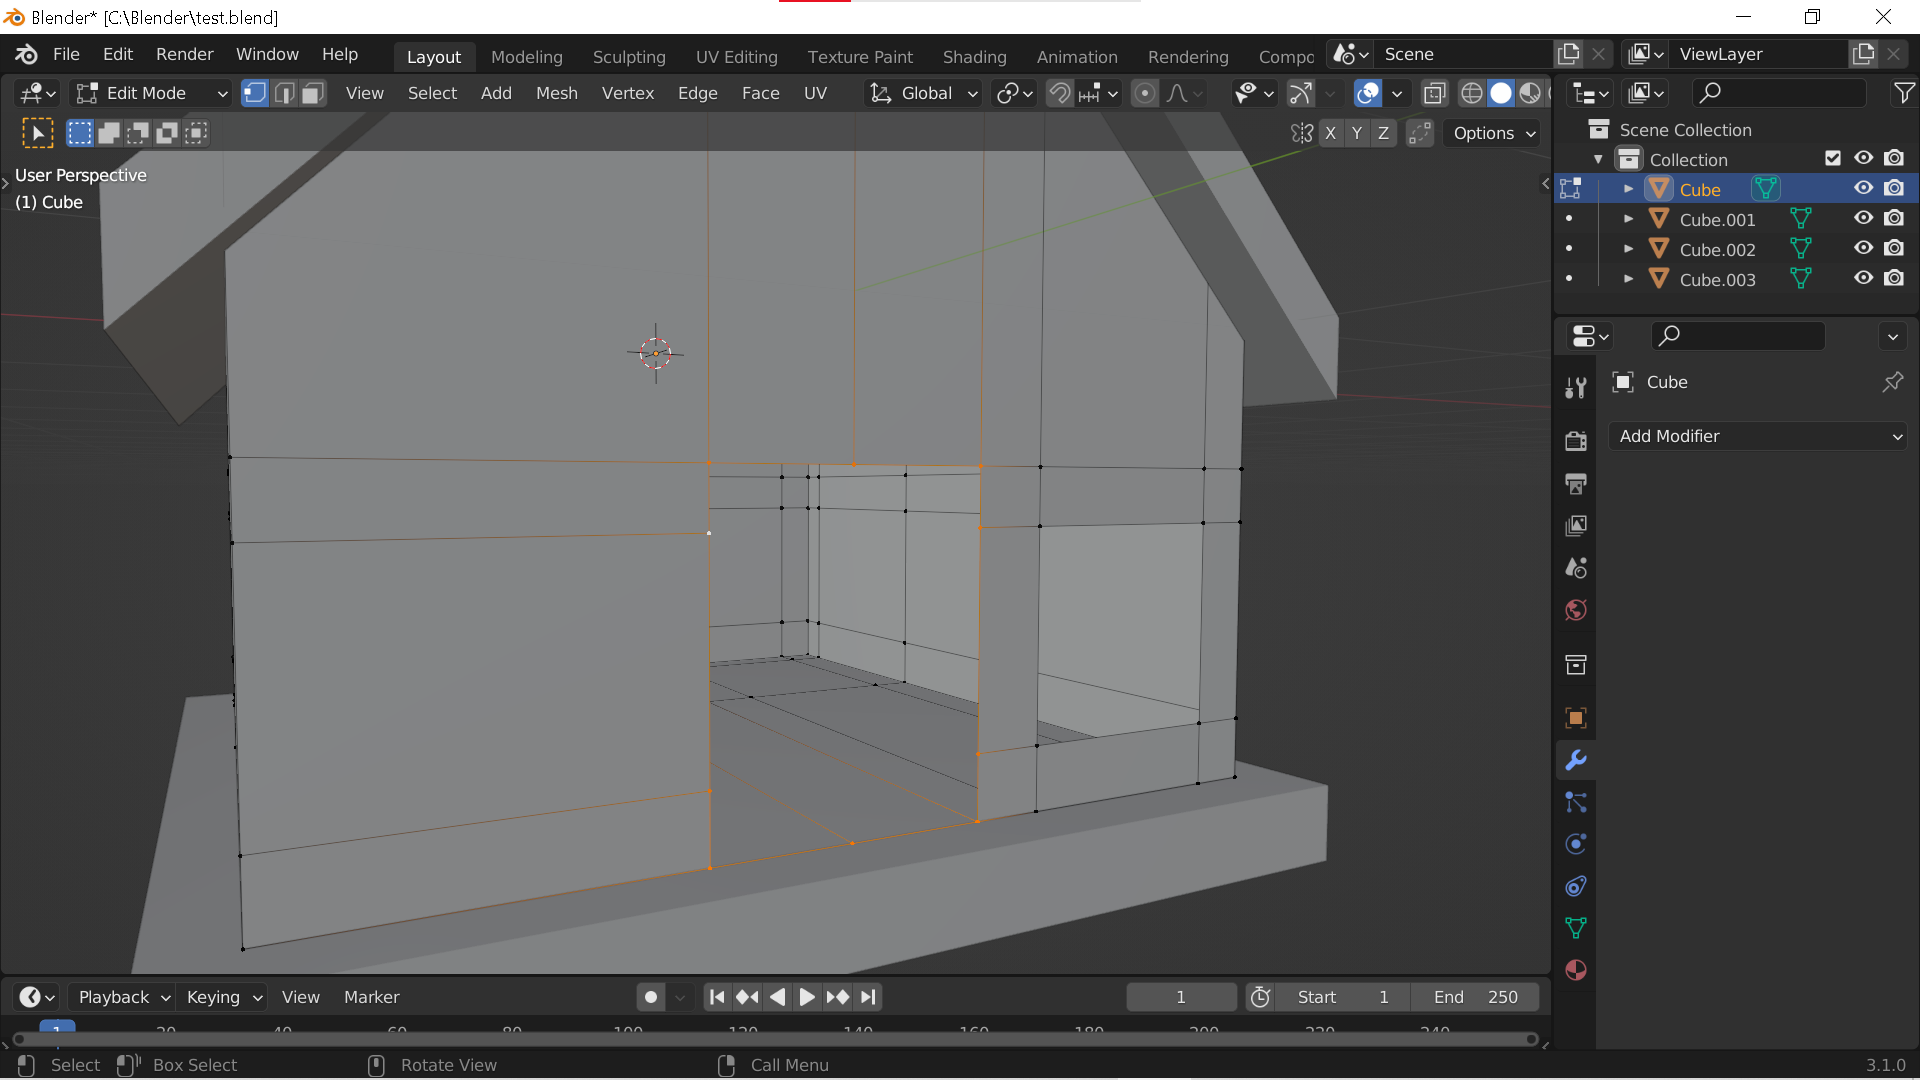 Blender* [C:\Blender\test.blend]
File Edit Render Window Help Layout Modeling Sculpting UV Editing Texture Paint Shading Animation Rendering Compo Scene ViewLayer
Edit Mode View Select Add Mesh Vertex Edge Face UV Global
X Y Z Options
User Perspective
(1) Cube
Scene Collection
Collection
Cube
Cube.001
Cube.002
Cube.003
Cube
Add Modifier
Playback Keying View Marker 1 Start 1 End 250
1 20 40 60 80 100 120 140 160 180 200 220 240
Select Box Select Rotate View Call Menu 3.1.0